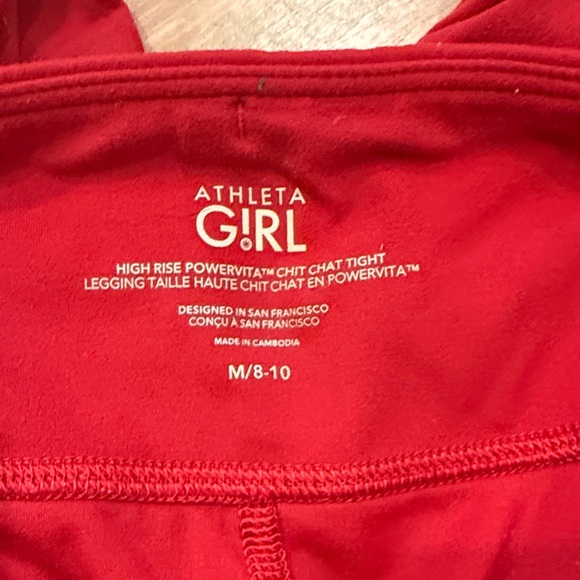 ATHLETA
G!RL
HIGH RISE POWERVITA™ CHIT CHAT TIGHT
LEGGING TAILLE HAUTE CHIT CHAT EN POWERVITA™
DESIGNED IN SAN FRANCISCO
CONÇU À SAN FRANCISCO
MADE IN CAMBODIA
M/8-10